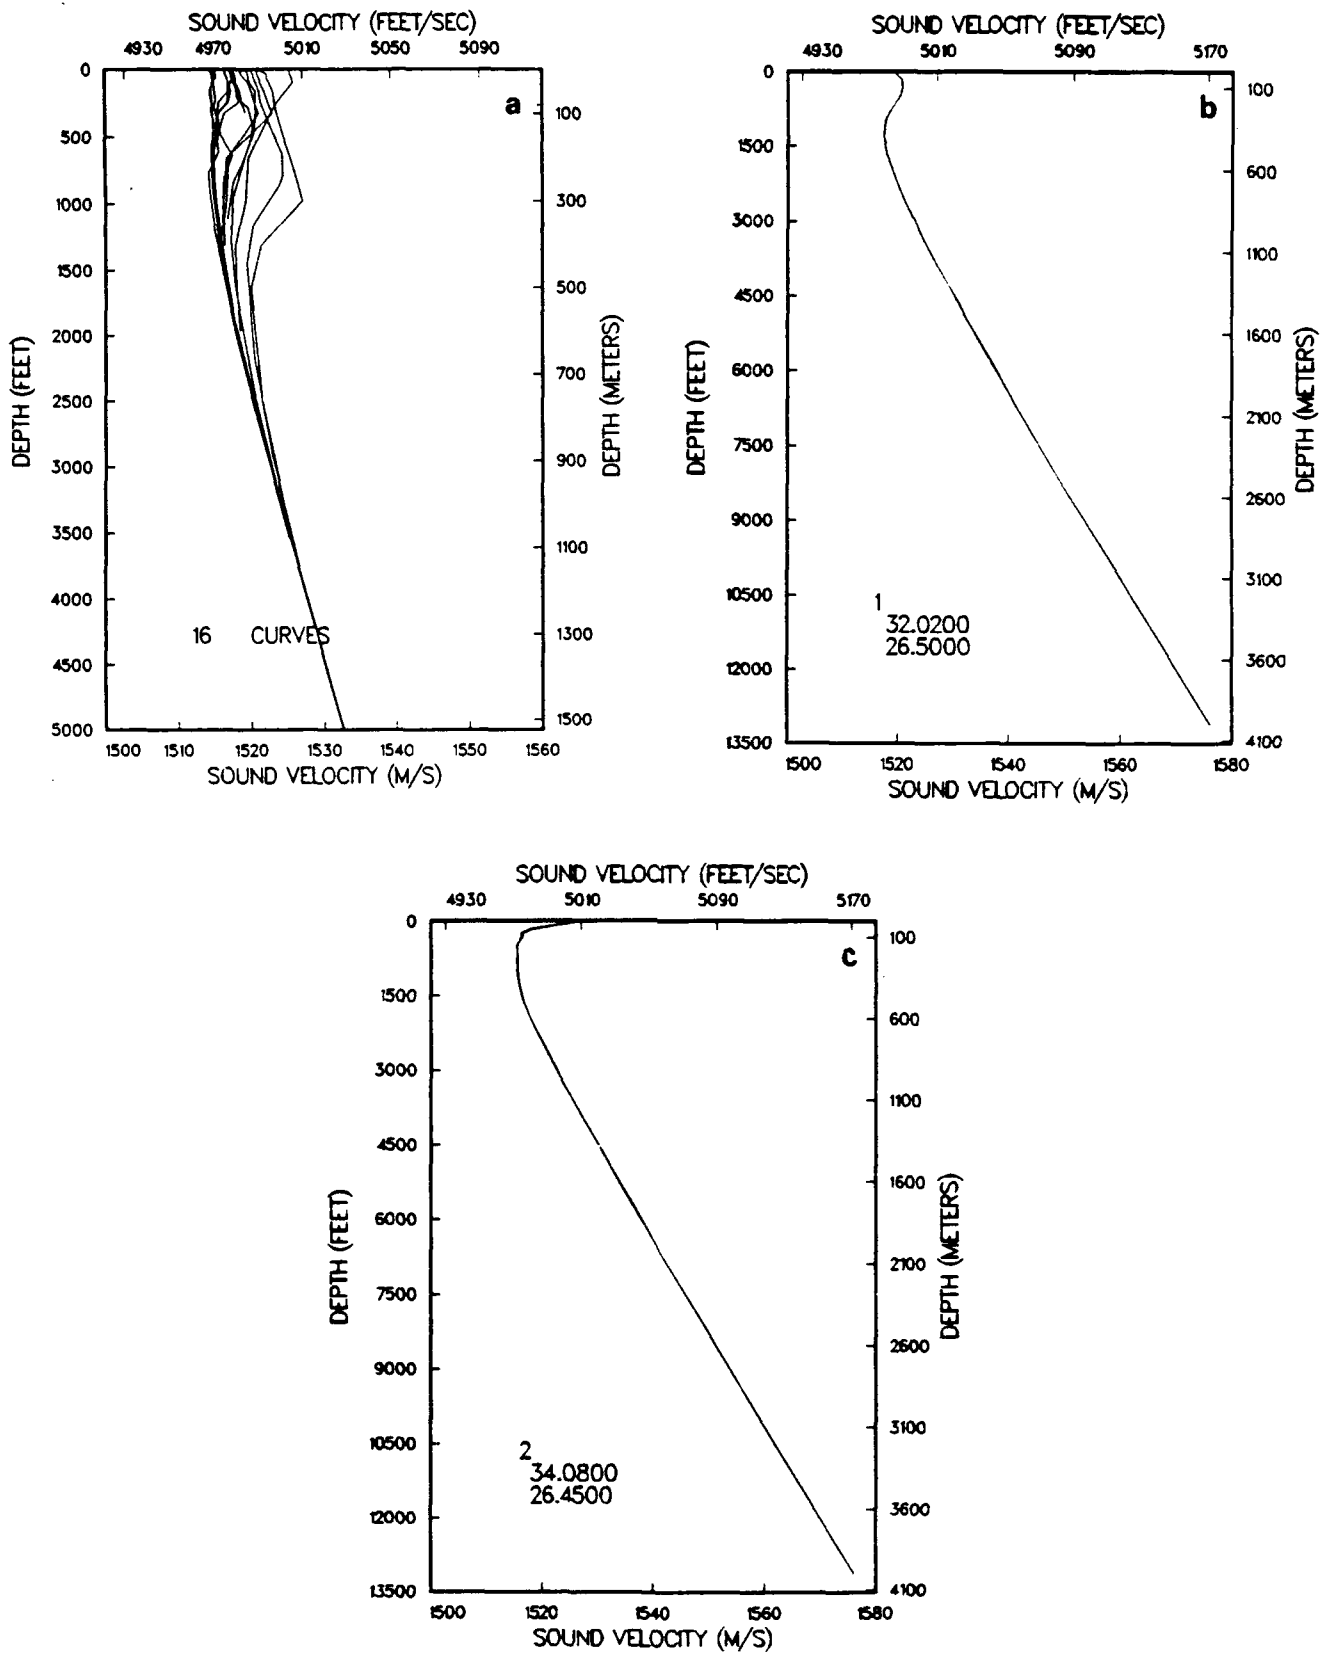 SOUND VELOCITY (FEET/SEC)
4930 4970 5010 5050 5090
a
0
500
1000
1500
2000
2500
3000
3500
4000
4500
5000
DEPTH (FEET)
100
300
500
700
900
1100
1300
1500
DEPTH (METERS)
16 CURVES
1500 1510 1520 1530 1540 1550 1560
SOUND VELOCITY (M/S)
SOUND VELOCITY (FEET/SEC)
4930 5010 5090 5170
b
0
1500
3000
4500
6000
7500
9000
10500
12000
13500
DEPTH (FEET)
100
600
1100
1600
2100
2600
3100
3600
4100
DEPTH (METERS)
1
32.0200
26.5000
1500 1520 1540 1560 1580
SOUND VELOCITY (M/S)
SOUND VELOCITY (FEET/SEC)
4930 5010 5090 5170
c
0
1500
3000
4500
6000
7500
9000
10500
12000
13500
DEPTH (FEET)
100
600
1100
1600
2100
2600
3100
3600
4100
DEPTH (METERS)
2
34.0800
26.4500
1500 1520 1540 1560 1580
SOUND VELOCITY (M/S)